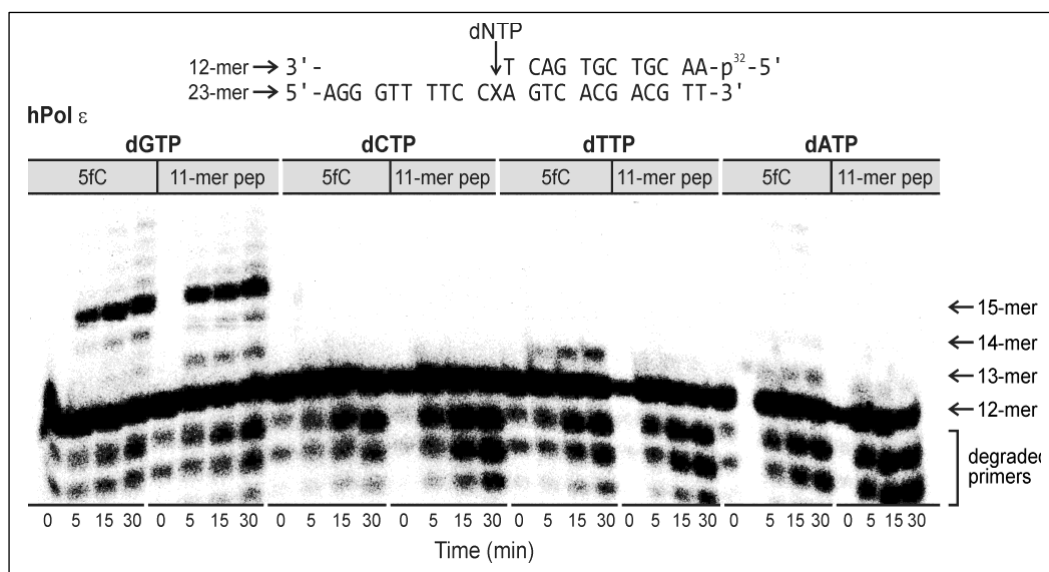 dNTP
12-mer → 3'- T CAG TGC TGC AA-p³²-5'
23-mer → 5'-AGG GTT TTC CXA GTCC ACG ACG TT-3'
hPol ε
dGTP dCTP dTTP dATP
5fC 11-mer pep 5fC 11-mer pep 5fC 11-mer pep 5fC 11-mer pep
← 15-mer
← 14-mer
← 13-mer
← 12-mer
degraded
primers
0 5 15 30 0 5 15 30 0 5 15 30 0 5 15 30 0 5 15 30 0 5 15 30 0 5 15 30 0 5 15 30
Time (min)